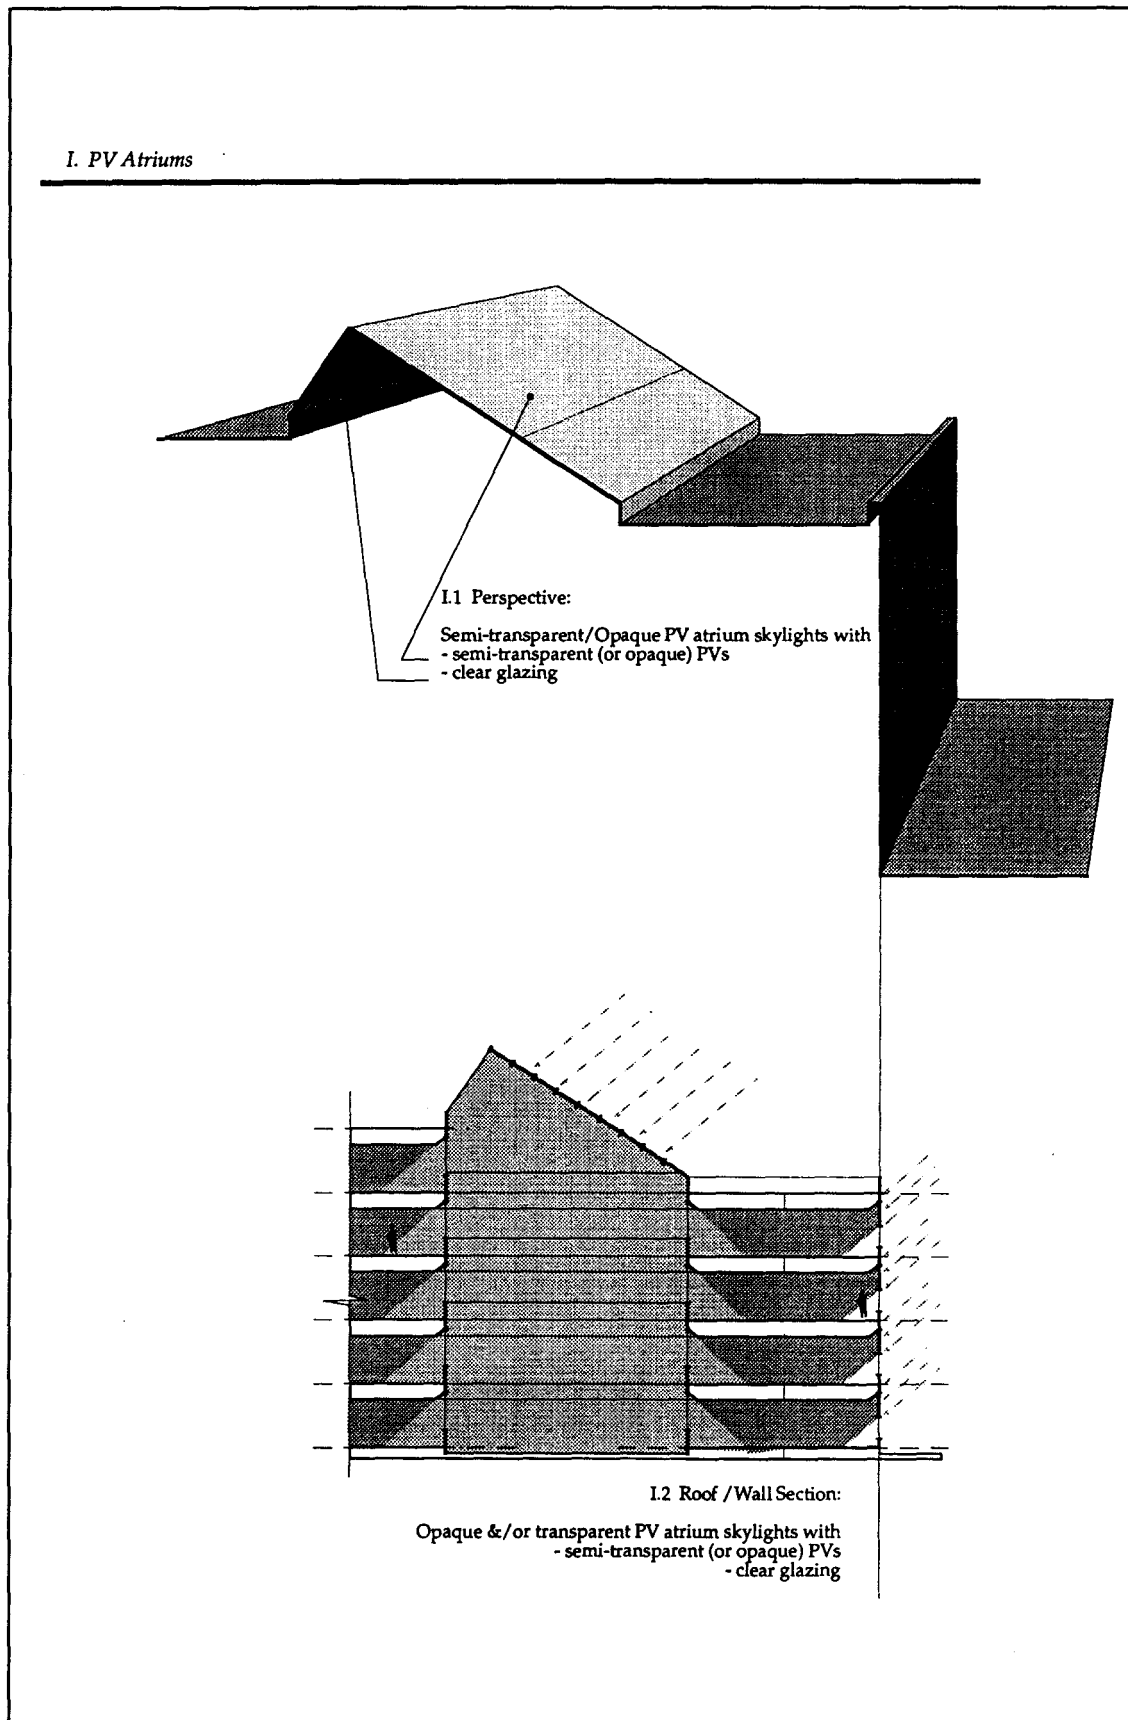 I. PV Atriums
I.1 Perspective:
Semi-transparent/Opaque PV atrium skylights with
- semi-transparent (or opaque) PVs
- clear glazing
I.2 Roof / Wall Section:
Opaque &/or transparent PV atrium skylights with
- semi-transparent (or opaque) PVs
- clear glazing